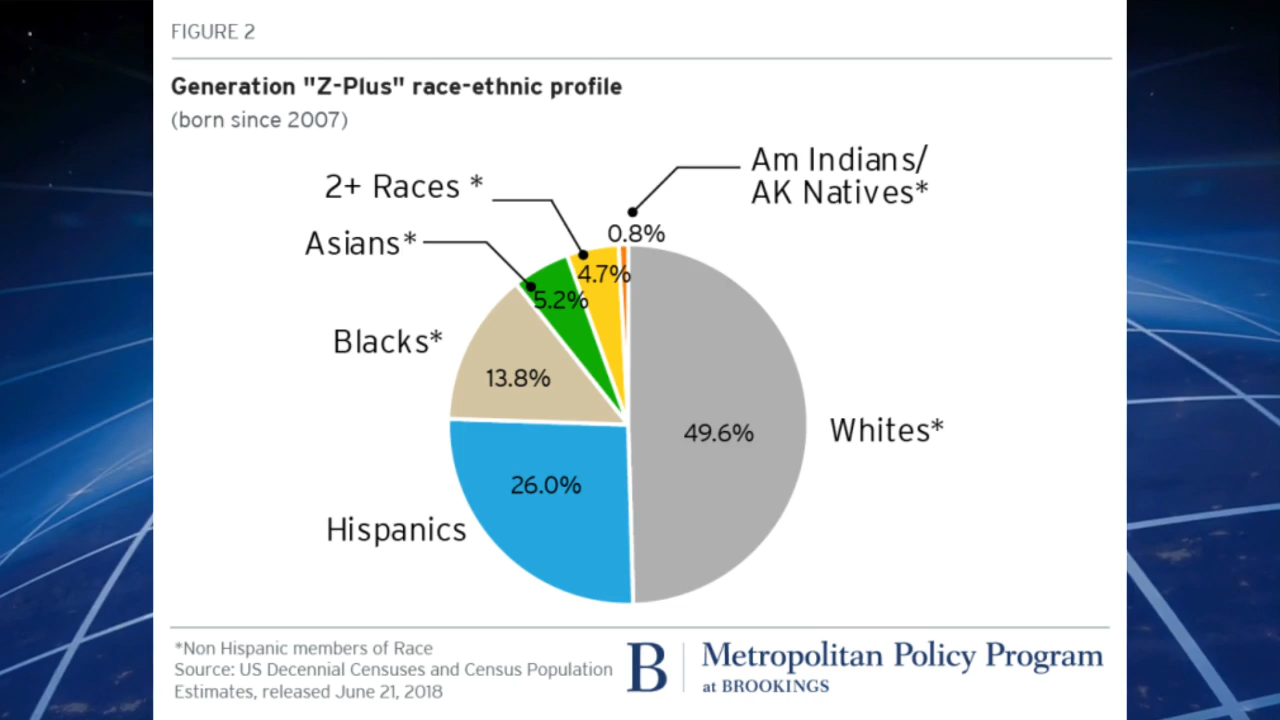 FIGURE 2
Generation "Z-Plus" race-ethnic profile
(born since 2007)
Am Indians/
AK Natives*
2+ Races *
0.8%
Asians*
4.7%
5.2%
Blacks*
13.8%
49.6%
Whites*
26.0%
Hispanics
*Non Hispanic members of Race
Source: US Decennial Censuses and Census Population
Estimates, released June 21, 2018
B
Metropolitan Policy Program
at BROOKINGS